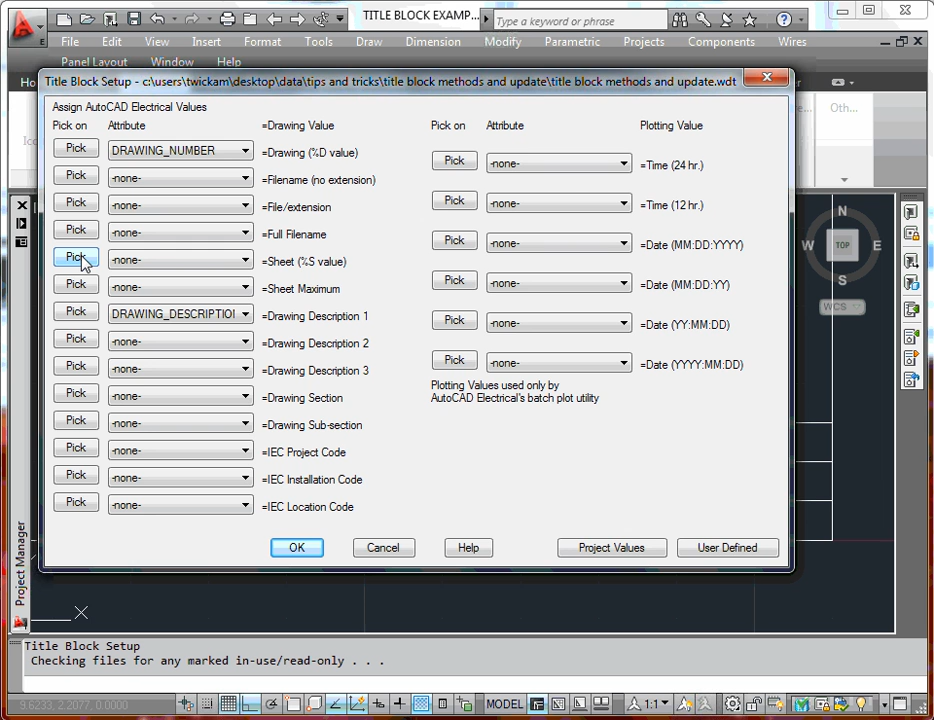 TITLE BLOCK EXAMP...
Type a keyword or phrase
E
File Edit View Insert Format Tools Draw Dimension Modify Parametric Projects Components Wires
Panel Layout Window Help
Title Block Setup - c:\users\twickam\desktop\data\tips and tricks\title block methods and update\title block methods and update.wdt
Oth...
Assign AutoCAD Electrical Values
Pick on Attribute =Drawing Value
Pick DRAWING_NUMBER =Drawing (%D value)
Pick -none- =Filename (no extension)
Pick -none- =File/extension
Pick -none- =Full Filename
Pick -none- =Sheet (%S value)
Pick -none- =Sheet Maximum
Pick DRAWING_DESCRIPTIO =Drawing Description 1
Pick -none- =Drawing Description 2
Pick -none- =Drawing Description 3
Pick -none- =Drawing Section
Pick -none- =Drawing Sub-section
Pick -none- =IEC Project Code
Pick -none- =IEC Installation Code
Pick -none- =IEC Location Code
Pick on Attribute Plotting Value
Pick -none- =Time (24 hr.)
Pick -none- =Time (12 hr.)
Pick -none- =Date (MM:DD:YYYY)
Pick -none- =Date (MM:DD:YY)
Pick -none- =Date (YY:MM:DD)
Pick -none- =Date (YYYY:MM:DD)
Plotting Values used only by
AutoCAD Electrical's batch plot utility
OK Cancel Help Project Values User Defined
N
W TOP E
S
WCS
Project Manager
Title Block Setup
Checking files for any marked in-use/read-only . . .
9.6233, 2.2077, 0.0000
MODEL
1:1